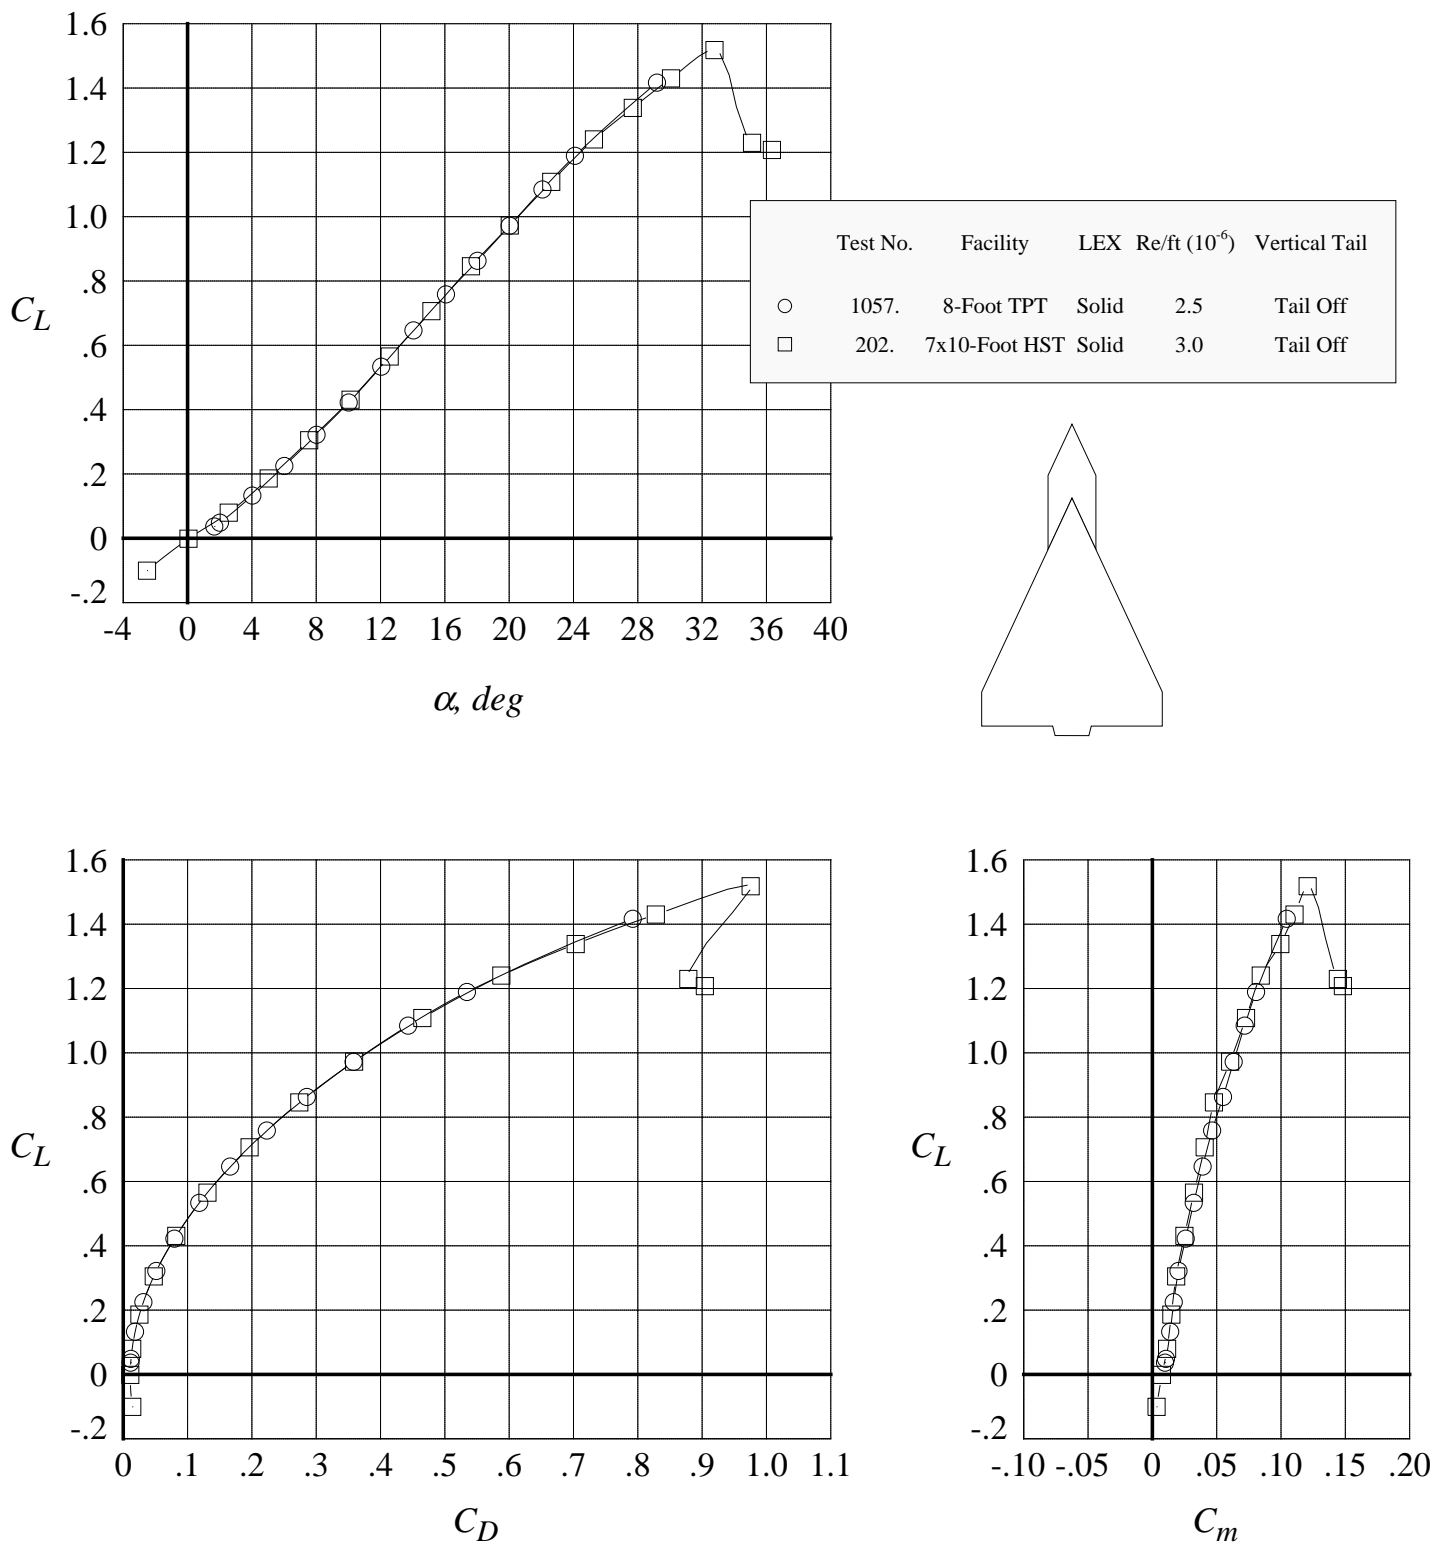 1.6
1.4
1.2
1.0
.8
.6
.4
.2
0
-.2
C_L
-4 0 4 8 12 16 20 24 28 32 36 40
α, deg
Test No. Facility LEX Re/ft (10^-6) Vertical Tail
1057. 8-Foot TPT Solid 2.5 Tail Off
202. 7x10-Foot HST Solid 3.0 Tail Off
1.6
1.4
1.2
1.0
.8
.6
.4
.2
0
-.2
C_L
0 .1 .2 .3 .4 .5 .6 .7 .8 .9 1.0 1.1
C_D
1.6
1.4
1.2
1.0
.8
.6
.4
.2
0
-.2
C_L
-.10 -.05 0 .05 .10 .15 .20
C_m